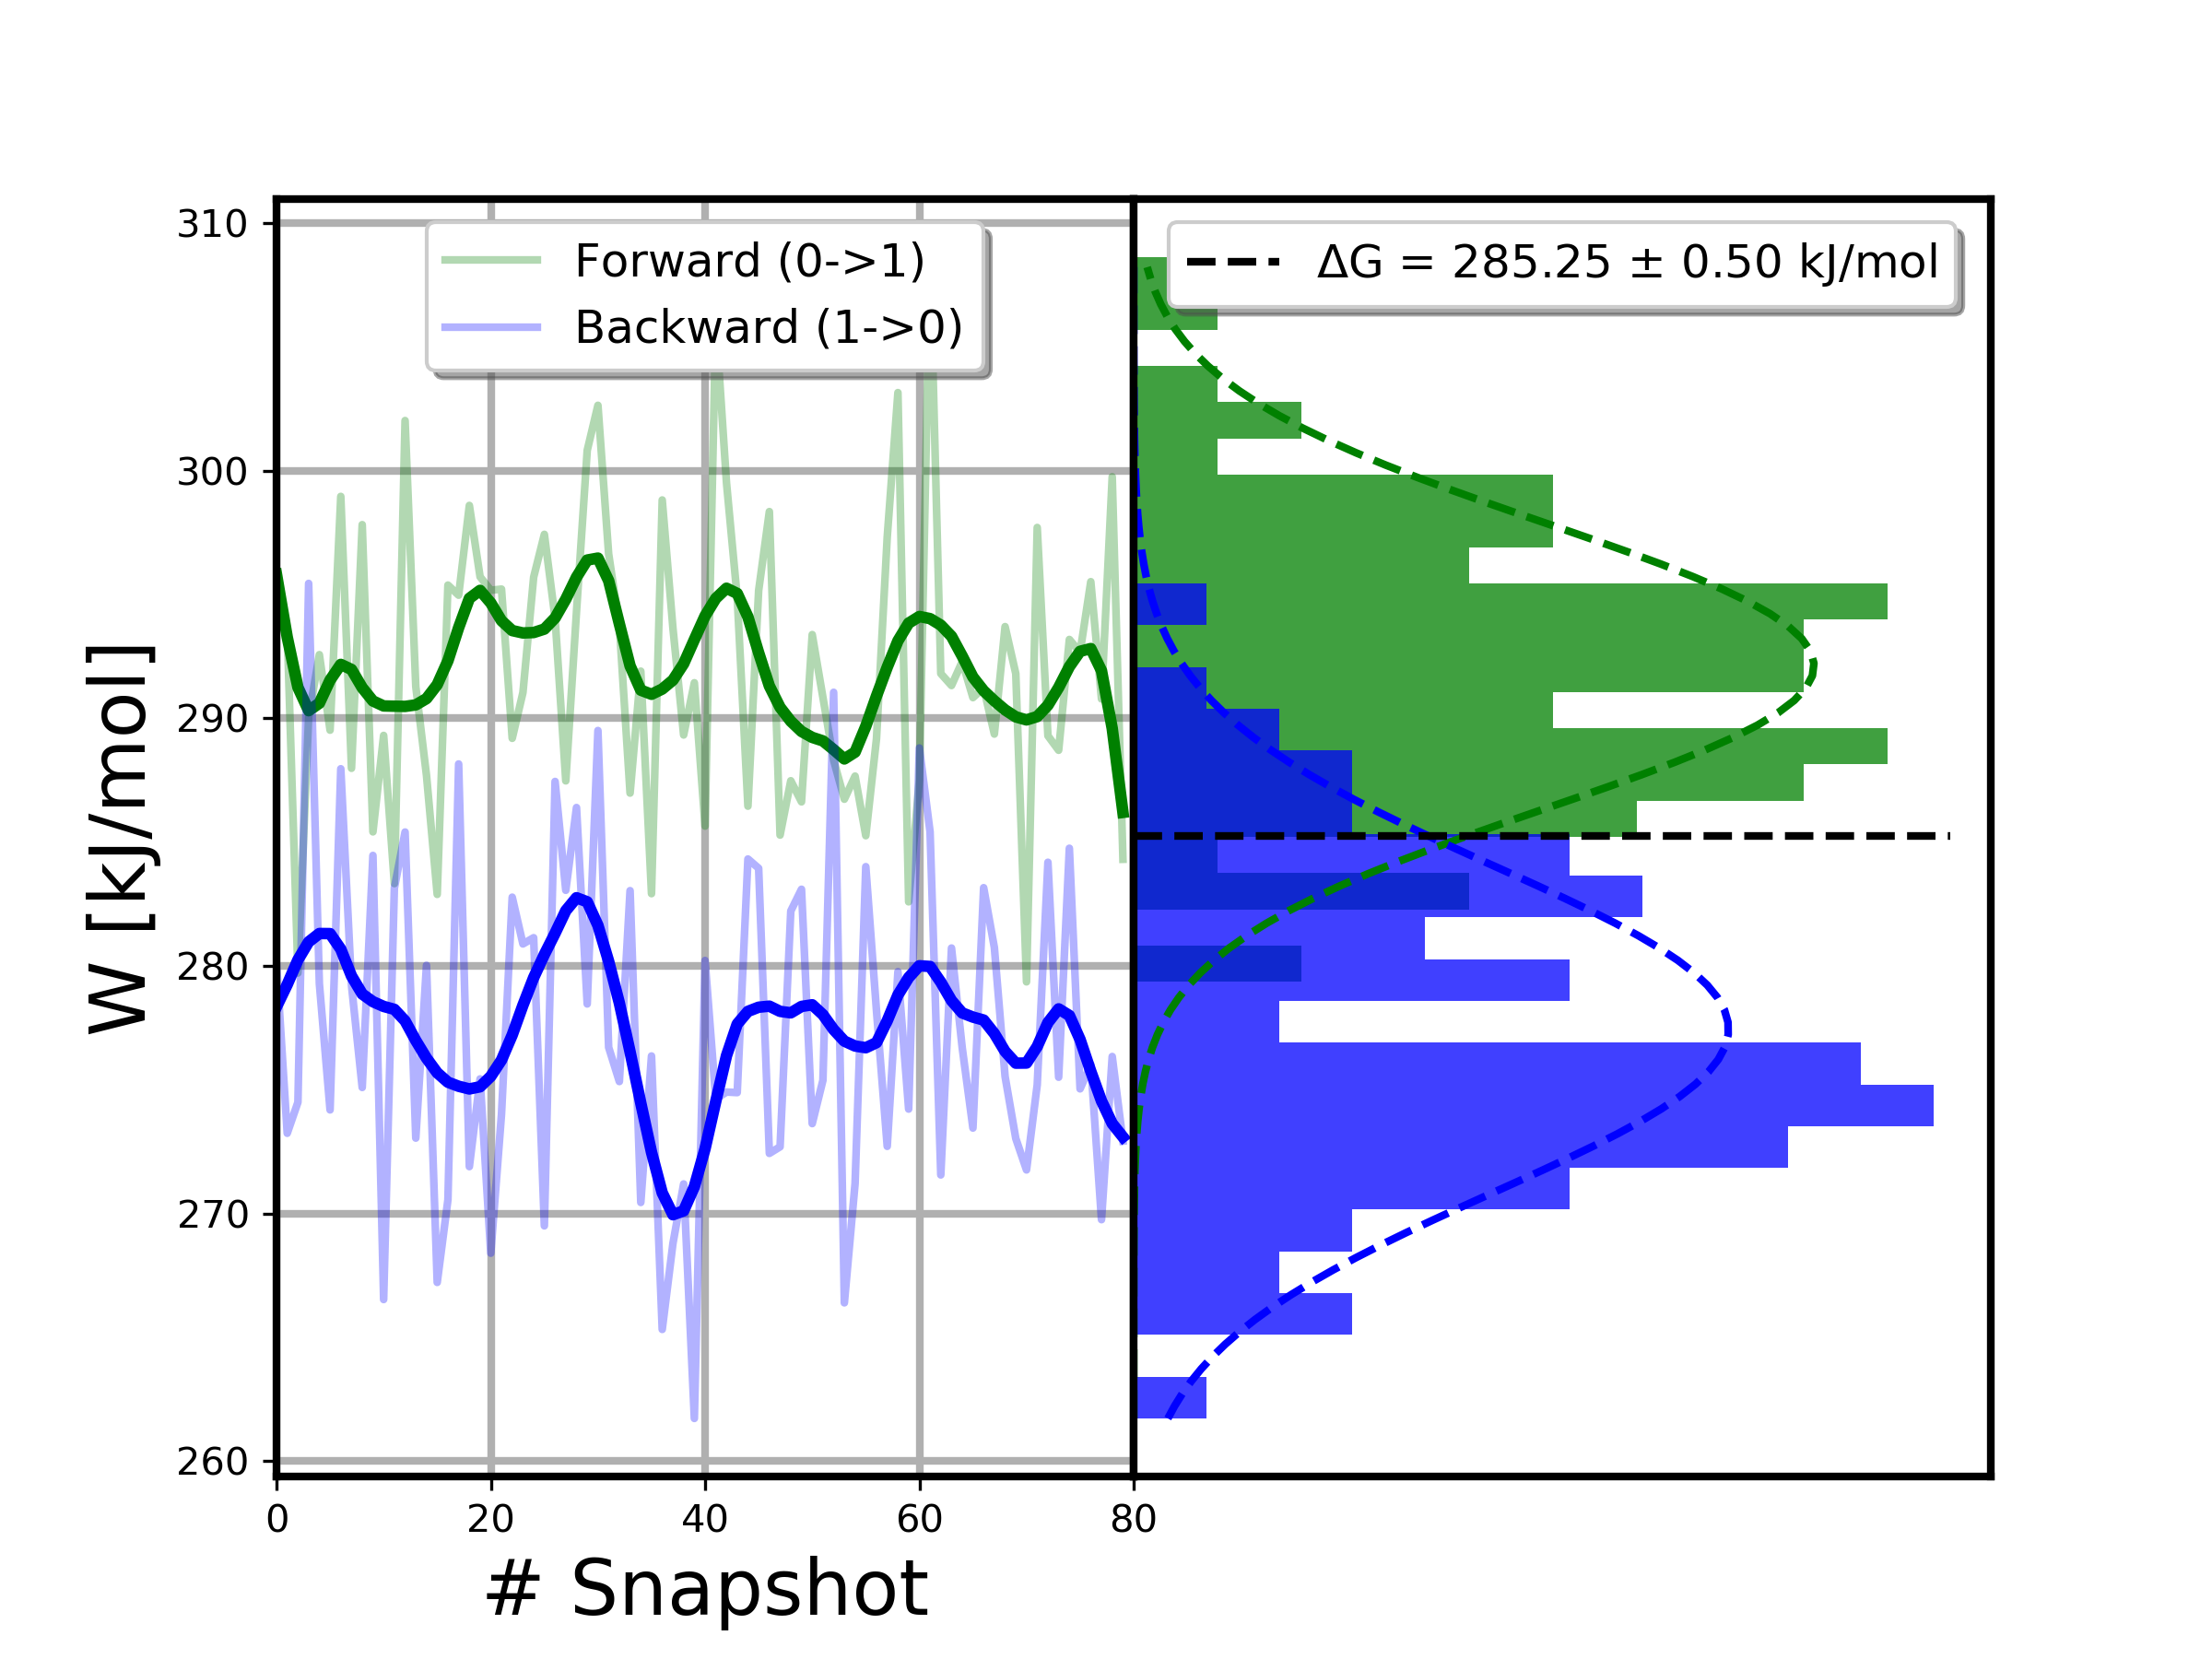 310
300
290
280
270
260
W [kJ/mol]
Forward (0->1)
Backward (1->0)
ΔG = 285.25 ± 0.50 kJ/mol
0 20 40 60 80
# Snapshot